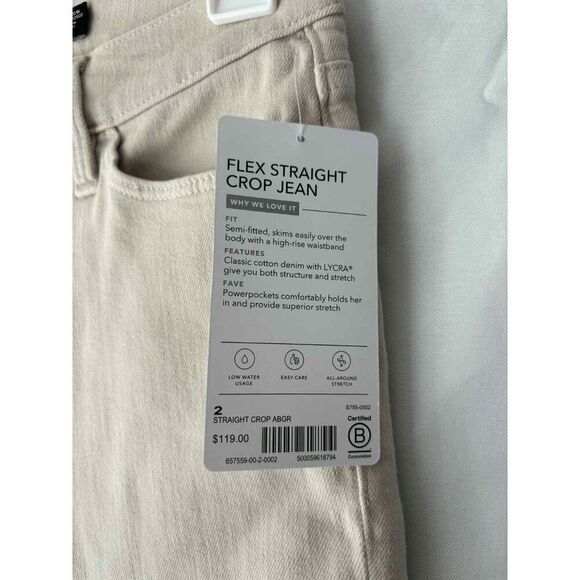 FLEX STRAIGHT
CROP JEAN
WHY WE LOVE IT
FIT
Semi-fitted, skims easily over the
body with a high-rise waistband
FEATURES
Classic cotton denim with LYCRA®
give you both structure and stretch
FAVE
Powerpockets comfortably holds her
in and provide superior stretch
LOW WATER
USAGE
EASY-CARE
ALL-AROUND
STRETCH
2
S755-0002
STRAIGHT CROP ABGR
$119.00
657559-00-2-0002
500059618794
Certified
B
Corporation